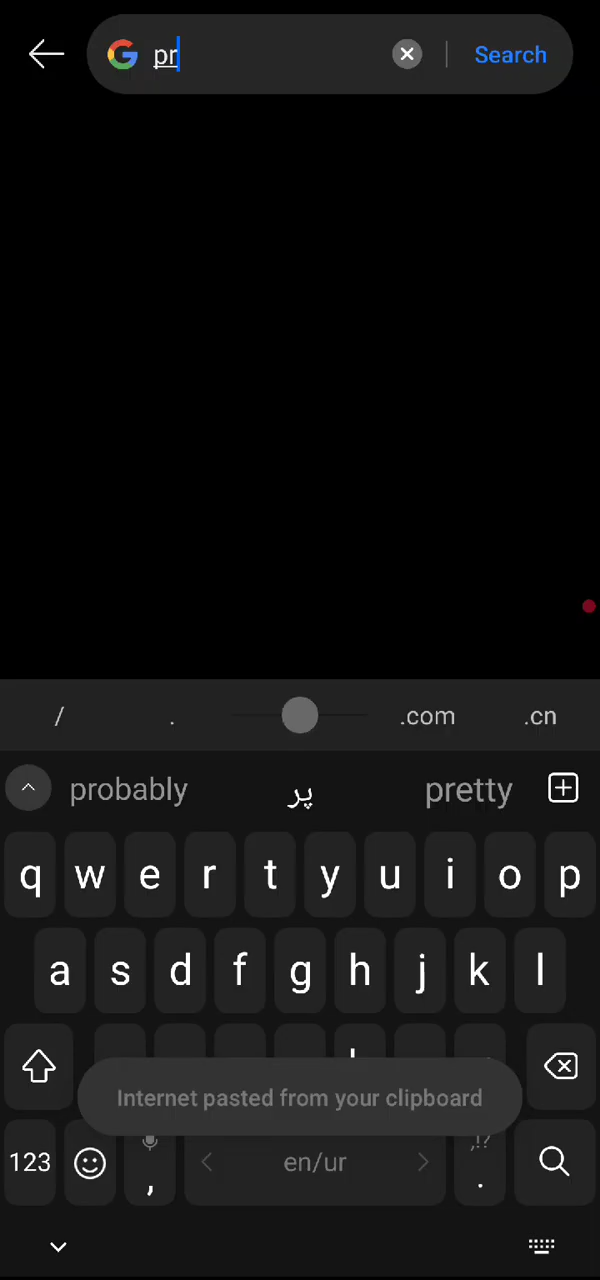 pr Search
/ . .com .cn
probably پر pretty
q w e r t y u i o p
a s d f g h j k l
Internet pasted from your clipboard
123 , en/ur ,!? .